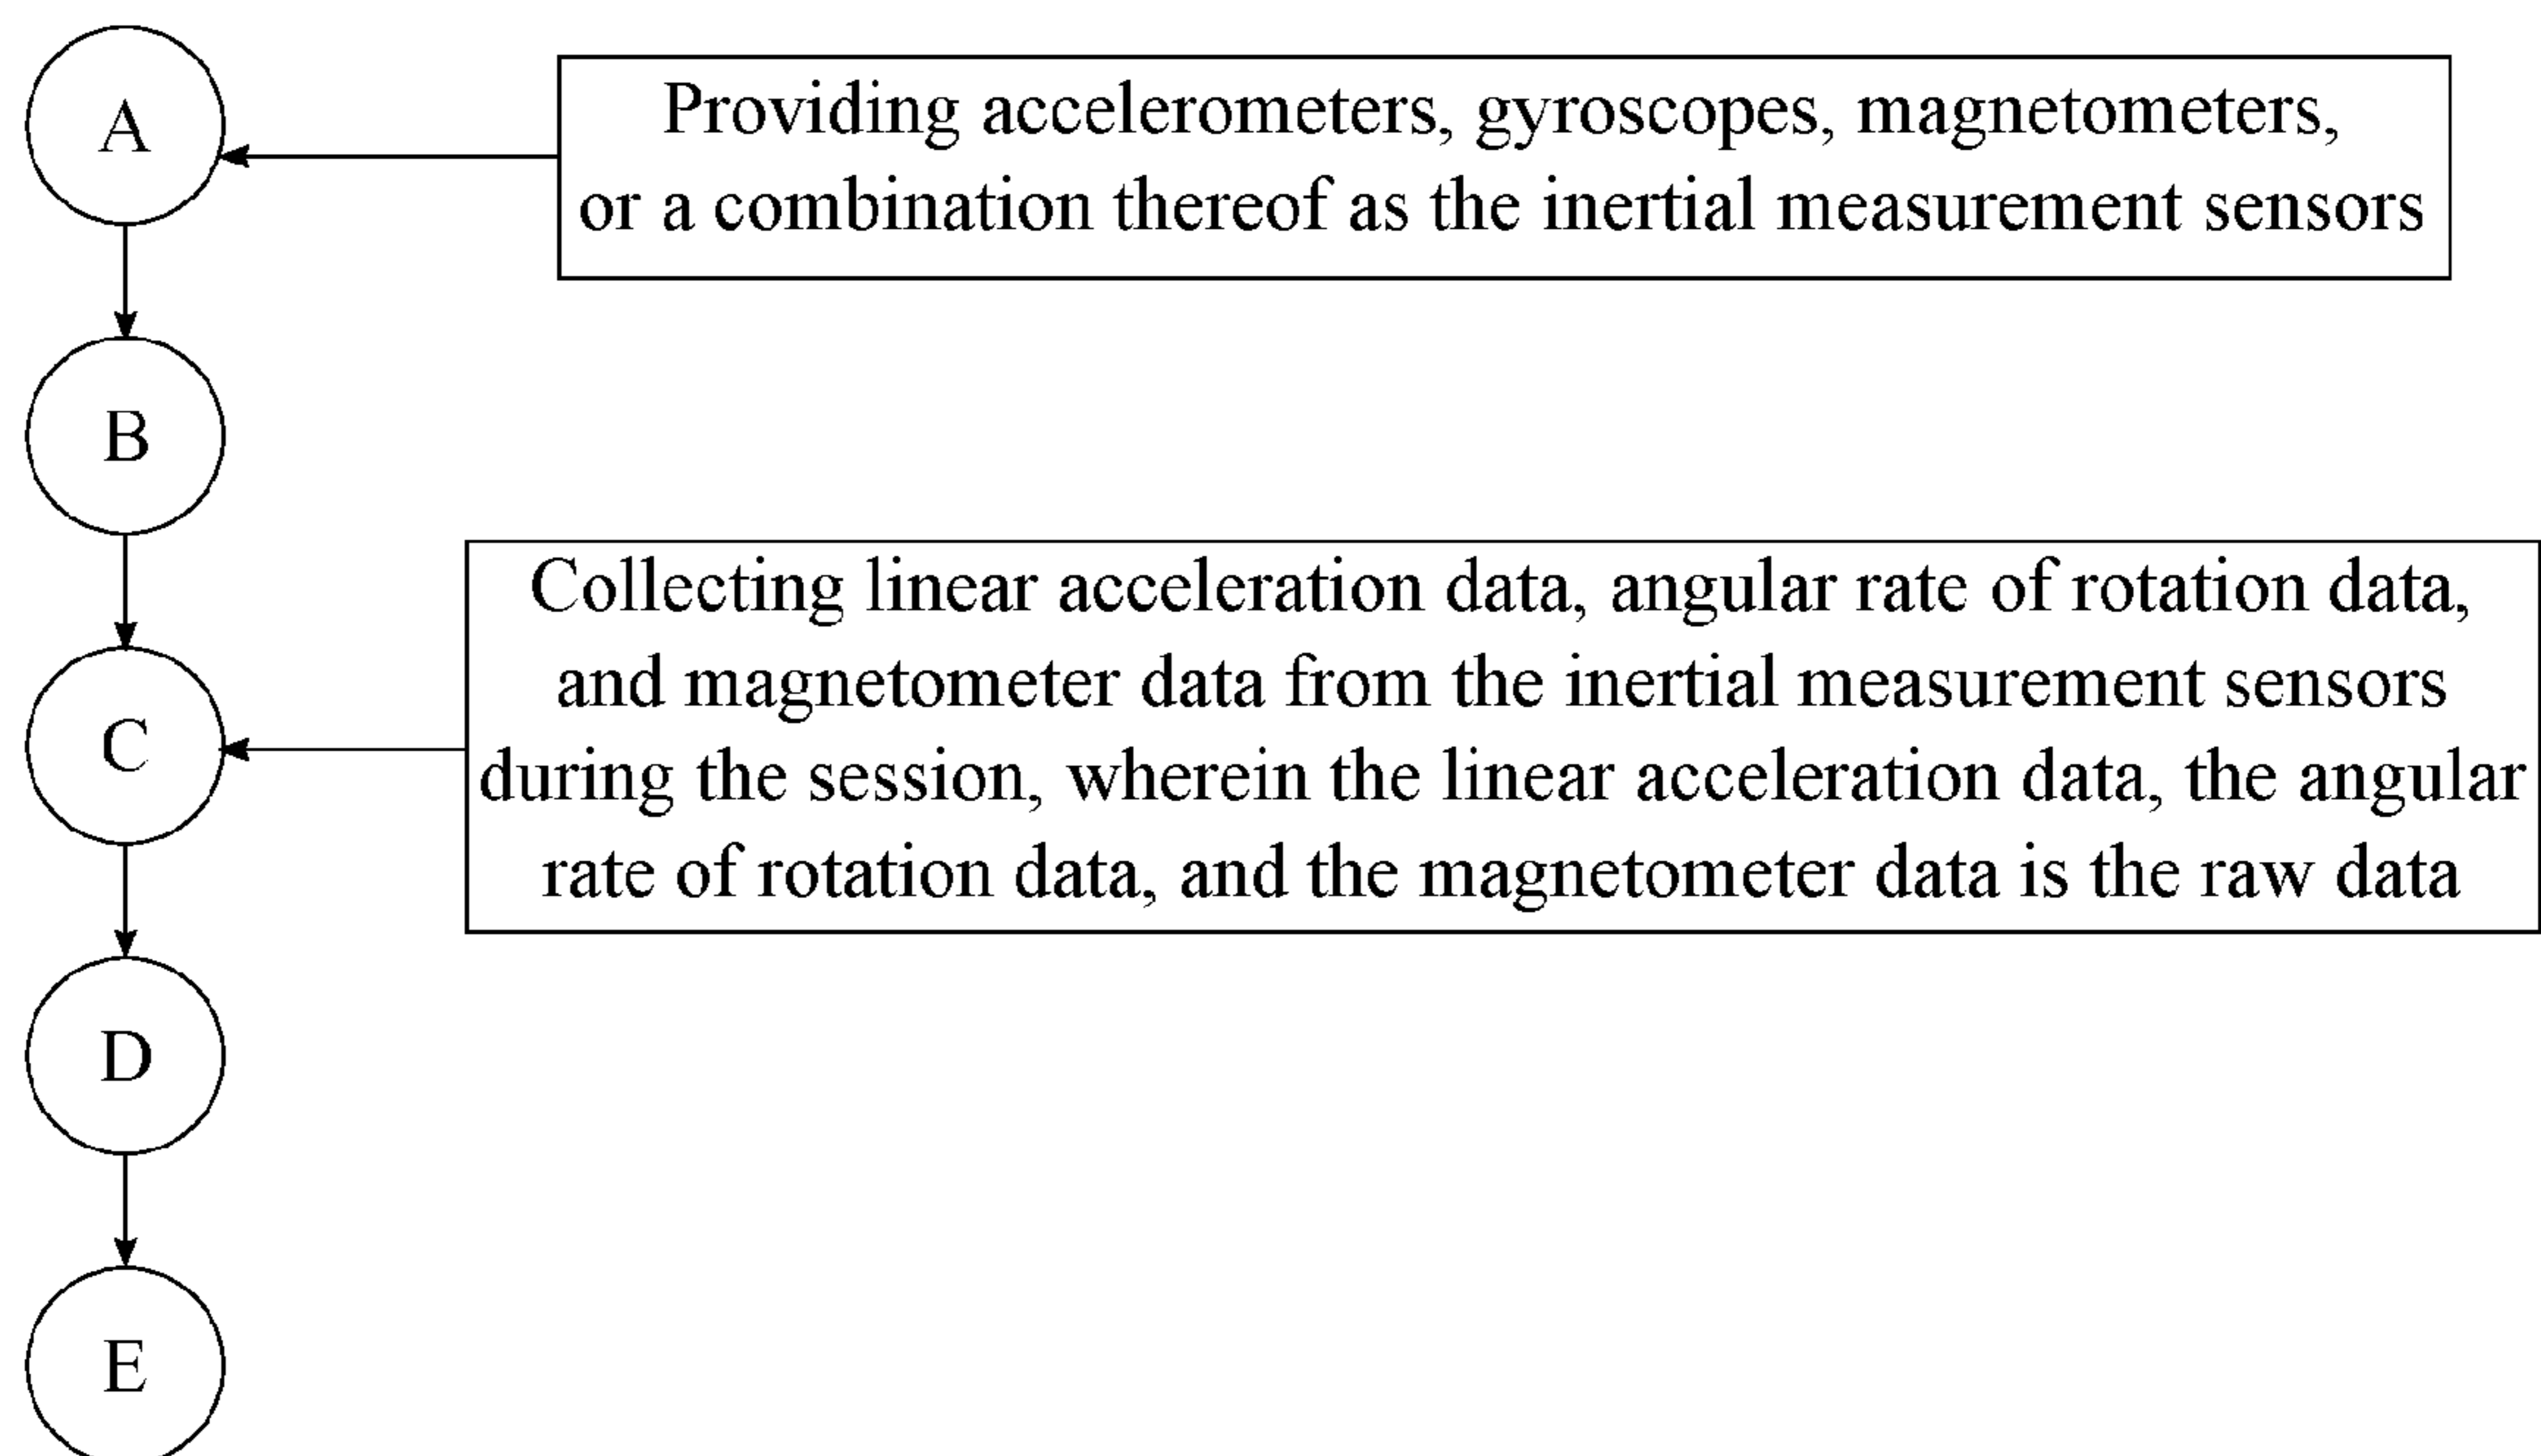 A
Providing accelerometers, gyroscopes, magnetometers,
or a combination thereof as the inertial measurement sensors
B
Collecting linear acceleration data, angular rate of rotation data,
and magnetometer data from the inertial measurement sensors
during the session, wherein the linear acceleration data, the angular
rate of rotation data, and the magnetometer data is the raw data
C
D
E